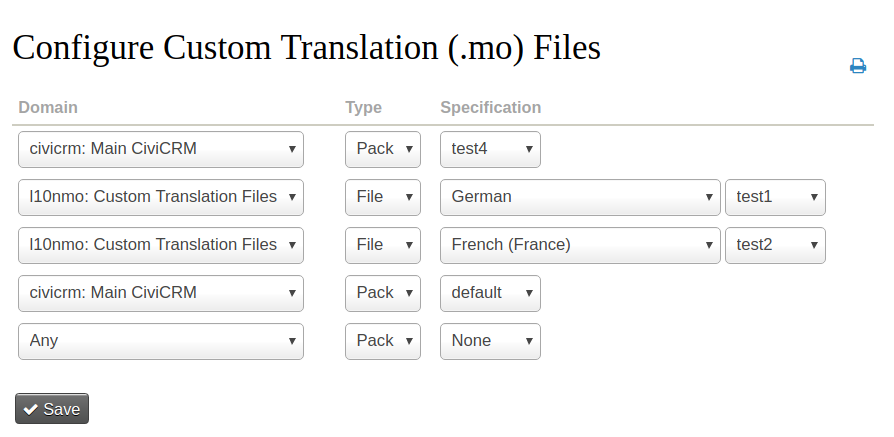 Configure Custom Translation (.mo) Files
Domain Type Specification
civicrm: Main CiviCRM Pack test4
l10nmo: Custom Translation Files File German test1
l10nmo: Custom Translation Files File French (France) test2
civicrm: Main CiviCRM Pack default
Any Pack None
Save